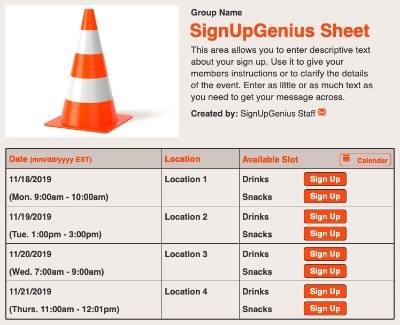 Group Name
SignUpGenius Sheet
This area allows you to enter descriptive text
about your sign up. Use it to give your
members instructions or to clarify the details
of the event. Enter as little or as much text as
you need to get your message across.
Created by: SignUpGenius Staff
Date (mm/dd/yyyy EST) Location Available Slot Calendar
11/18/2019 Location 1 Drinks Sign Up
(Mon. 9:00am - 10:00am) Snacks Sign Up
11/19/2019 Location 2 Drinks Sign Up
(Tue. 1:00pm - 3:00pm) Snacks Sign Up
11/20/2019 Location 3 Drinks Sign Up
(Wed. 7:00am - 9:00am) Snacks Sign Up
11/21/2019 Location 4 Drinks Sign Up
(Thurs. 11:00am - 12:01pm) Snacks Sign Up